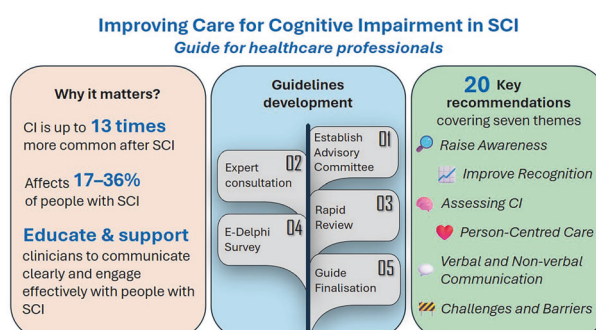 Improving Care for Cognitive Impairment in SCI
Guide for healthcare professionals
Why it matters?
CI is up to 13 times
more common after SCI
Affects 17–36%
of people with SCI
Educate & support
clinicians to communicate
clearly and engage
effectively with people with
SCI
Guidelines
development
01
Establish
Advisory
Committee
02
Expert
consultation
03
Rapid
Review
04
E-Delphi
Survey
05
Guide
Finalisation
20 Key
recommendations
covering seven themes
Raise Awareness
Improve Recognition
Assessing CI
Person-Centred Care
Verbal and Non-verbal
Communication
Challenges and Barriers